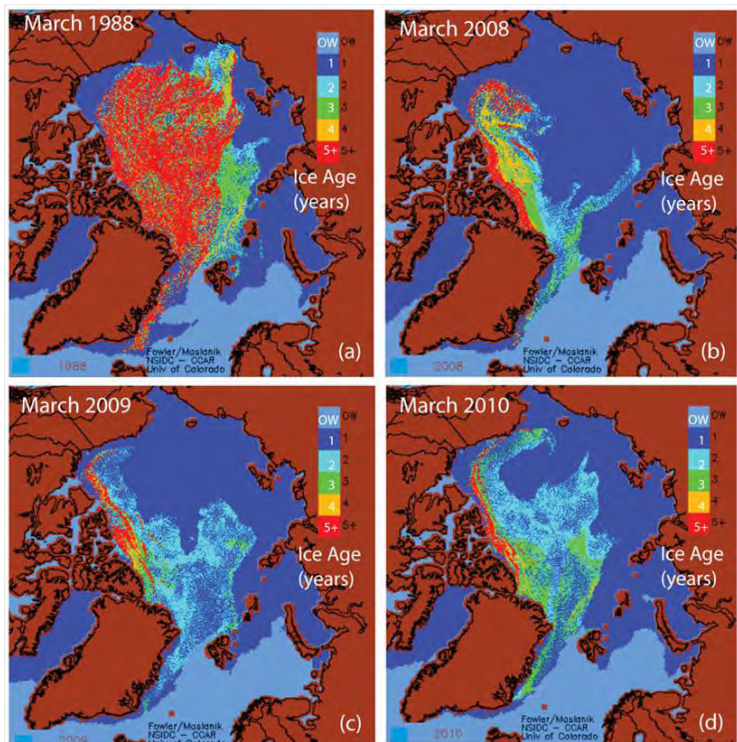 March 1988
OW OW
1 1
2 2
3 3
4 4
5+ 5+
Ice Age
(years)
(a)
Fowler/Maslanik
NSIDC – CCAR
Univ of Colorado
1988
March 2008
OW OW
1 1
2 2
3 3
4 4
5+ 5+
Ice Age
(years)
(b)
Fowler/Maslanik
NSIDC – CCAR
Univ of Colorado
2008
March 2009
OW OW
1 1
2 2
3 3
4 4
5+ 5+
Ice Age
(years)
(c)
Fowler/Maslanik
NSIDC – CCAR
Univ of Colorado
2009
March 2010
OW OW
1 1
2 2
3 3
4 4
5+ 5+
Ice Age
(years)
(d)
Fowler/Maslanik
NSIDC – CCAR
Univ of Colorado
2010